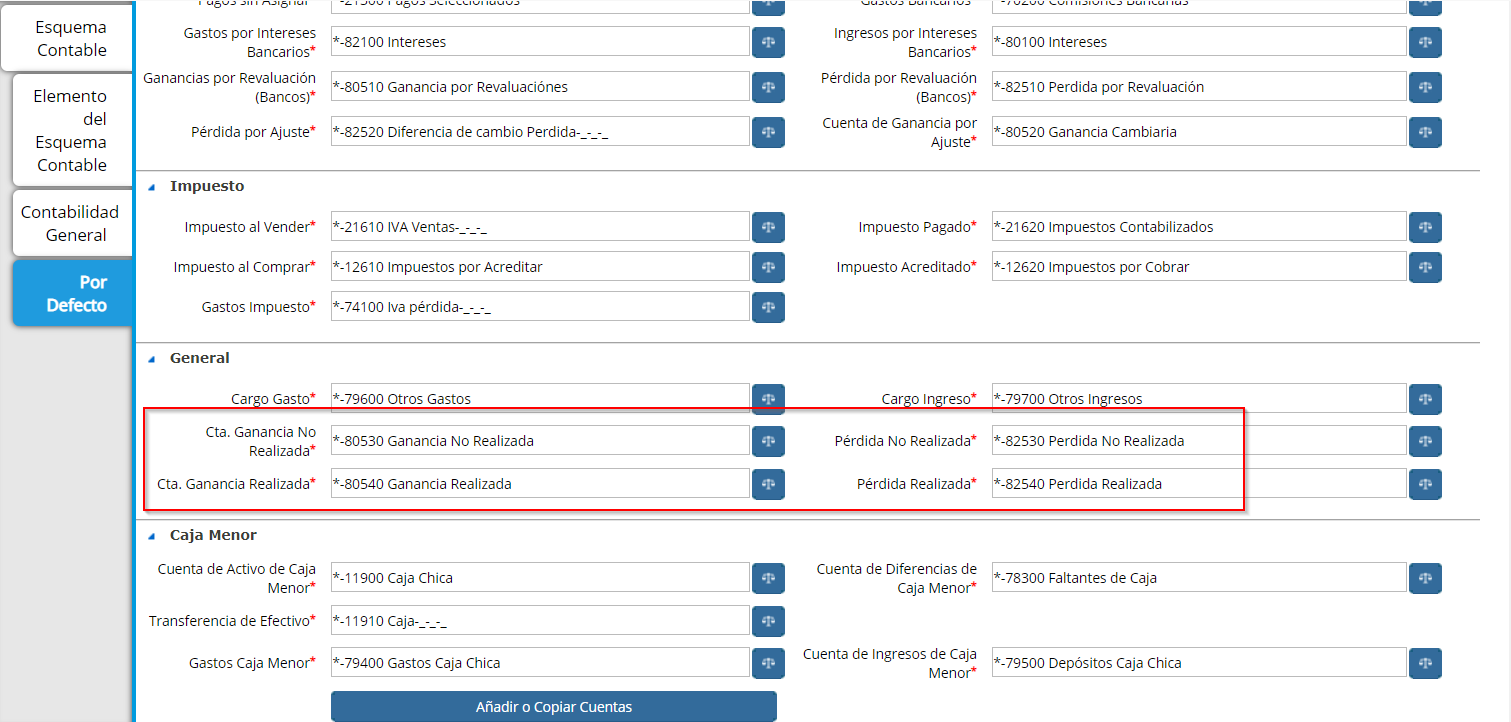 Esquema
Contable
Elemento
del
Esquema
Contable
Contabilidad
General
Por
Defecto
Pagos sin Asignar *-21300 Pagos Seleccionados Gastos Bancarios *-78200 Comisiones Bancarias
Gastos por Intereses
Bancarios* *-82100 Intereses
Ingresos por Intereses
Bancarios* *-80100 Intereses
Ganancias por Revaluación
(Bancos)* *-80510 Ganancia por Revaluaciónes
Pérdida por Revaluación
(Bancos)* *-82510 Perdida por Revaluación
Pérdida por Ajuste* *-82520 Diferencia de cambio Perdida-_-_-_
Cuenta de Ganancia por
Ajuste* *-80520 Ganancia Cambiaria
Impuesto
Impuesto al Vender* *-21610 IVA Ventas-_-_-_ Impuesto Pagado* *-21620 Impuestos Contabilizados
Impuesto al Comprar* *-12610 Impuestos por Acreditar Impuesto Acreditado* *-12620 Impuestos por Cobrar
Gastos Impuesto* *-74100 Iva pérdida-_-_-_
General
Cargo Gasto* *-79600 Otros Gastos Cargo Ingreso* *-79700 Otros Ingresos
Cta. Ganancia No
Realizada* *-80530 Ganancia No Realizada
Pérdida No Realizada* *-82530 Perdida No Realizada
Cta. Ganancia Realizada* *-80540 Ganancia Realizada Pérdida Realizada* *-82540 Perdida Realizada
Caja Menor
Cuenta de Activo de Caja
Menor* *-11900 Caja Chica
Cuenta de Diferencias de
Caja Menor* *-78300 Faltantes de Caja
Transferencia de Efectivo* *-11910 Caja-_-_-_
Gastos Caja Menor* *-79400 Gastos Caja Chica
Cuenta de Ingresos de Caja
Menor* *-79500 Depósitos Caja Chica
Añadir o Copiar Cuentas